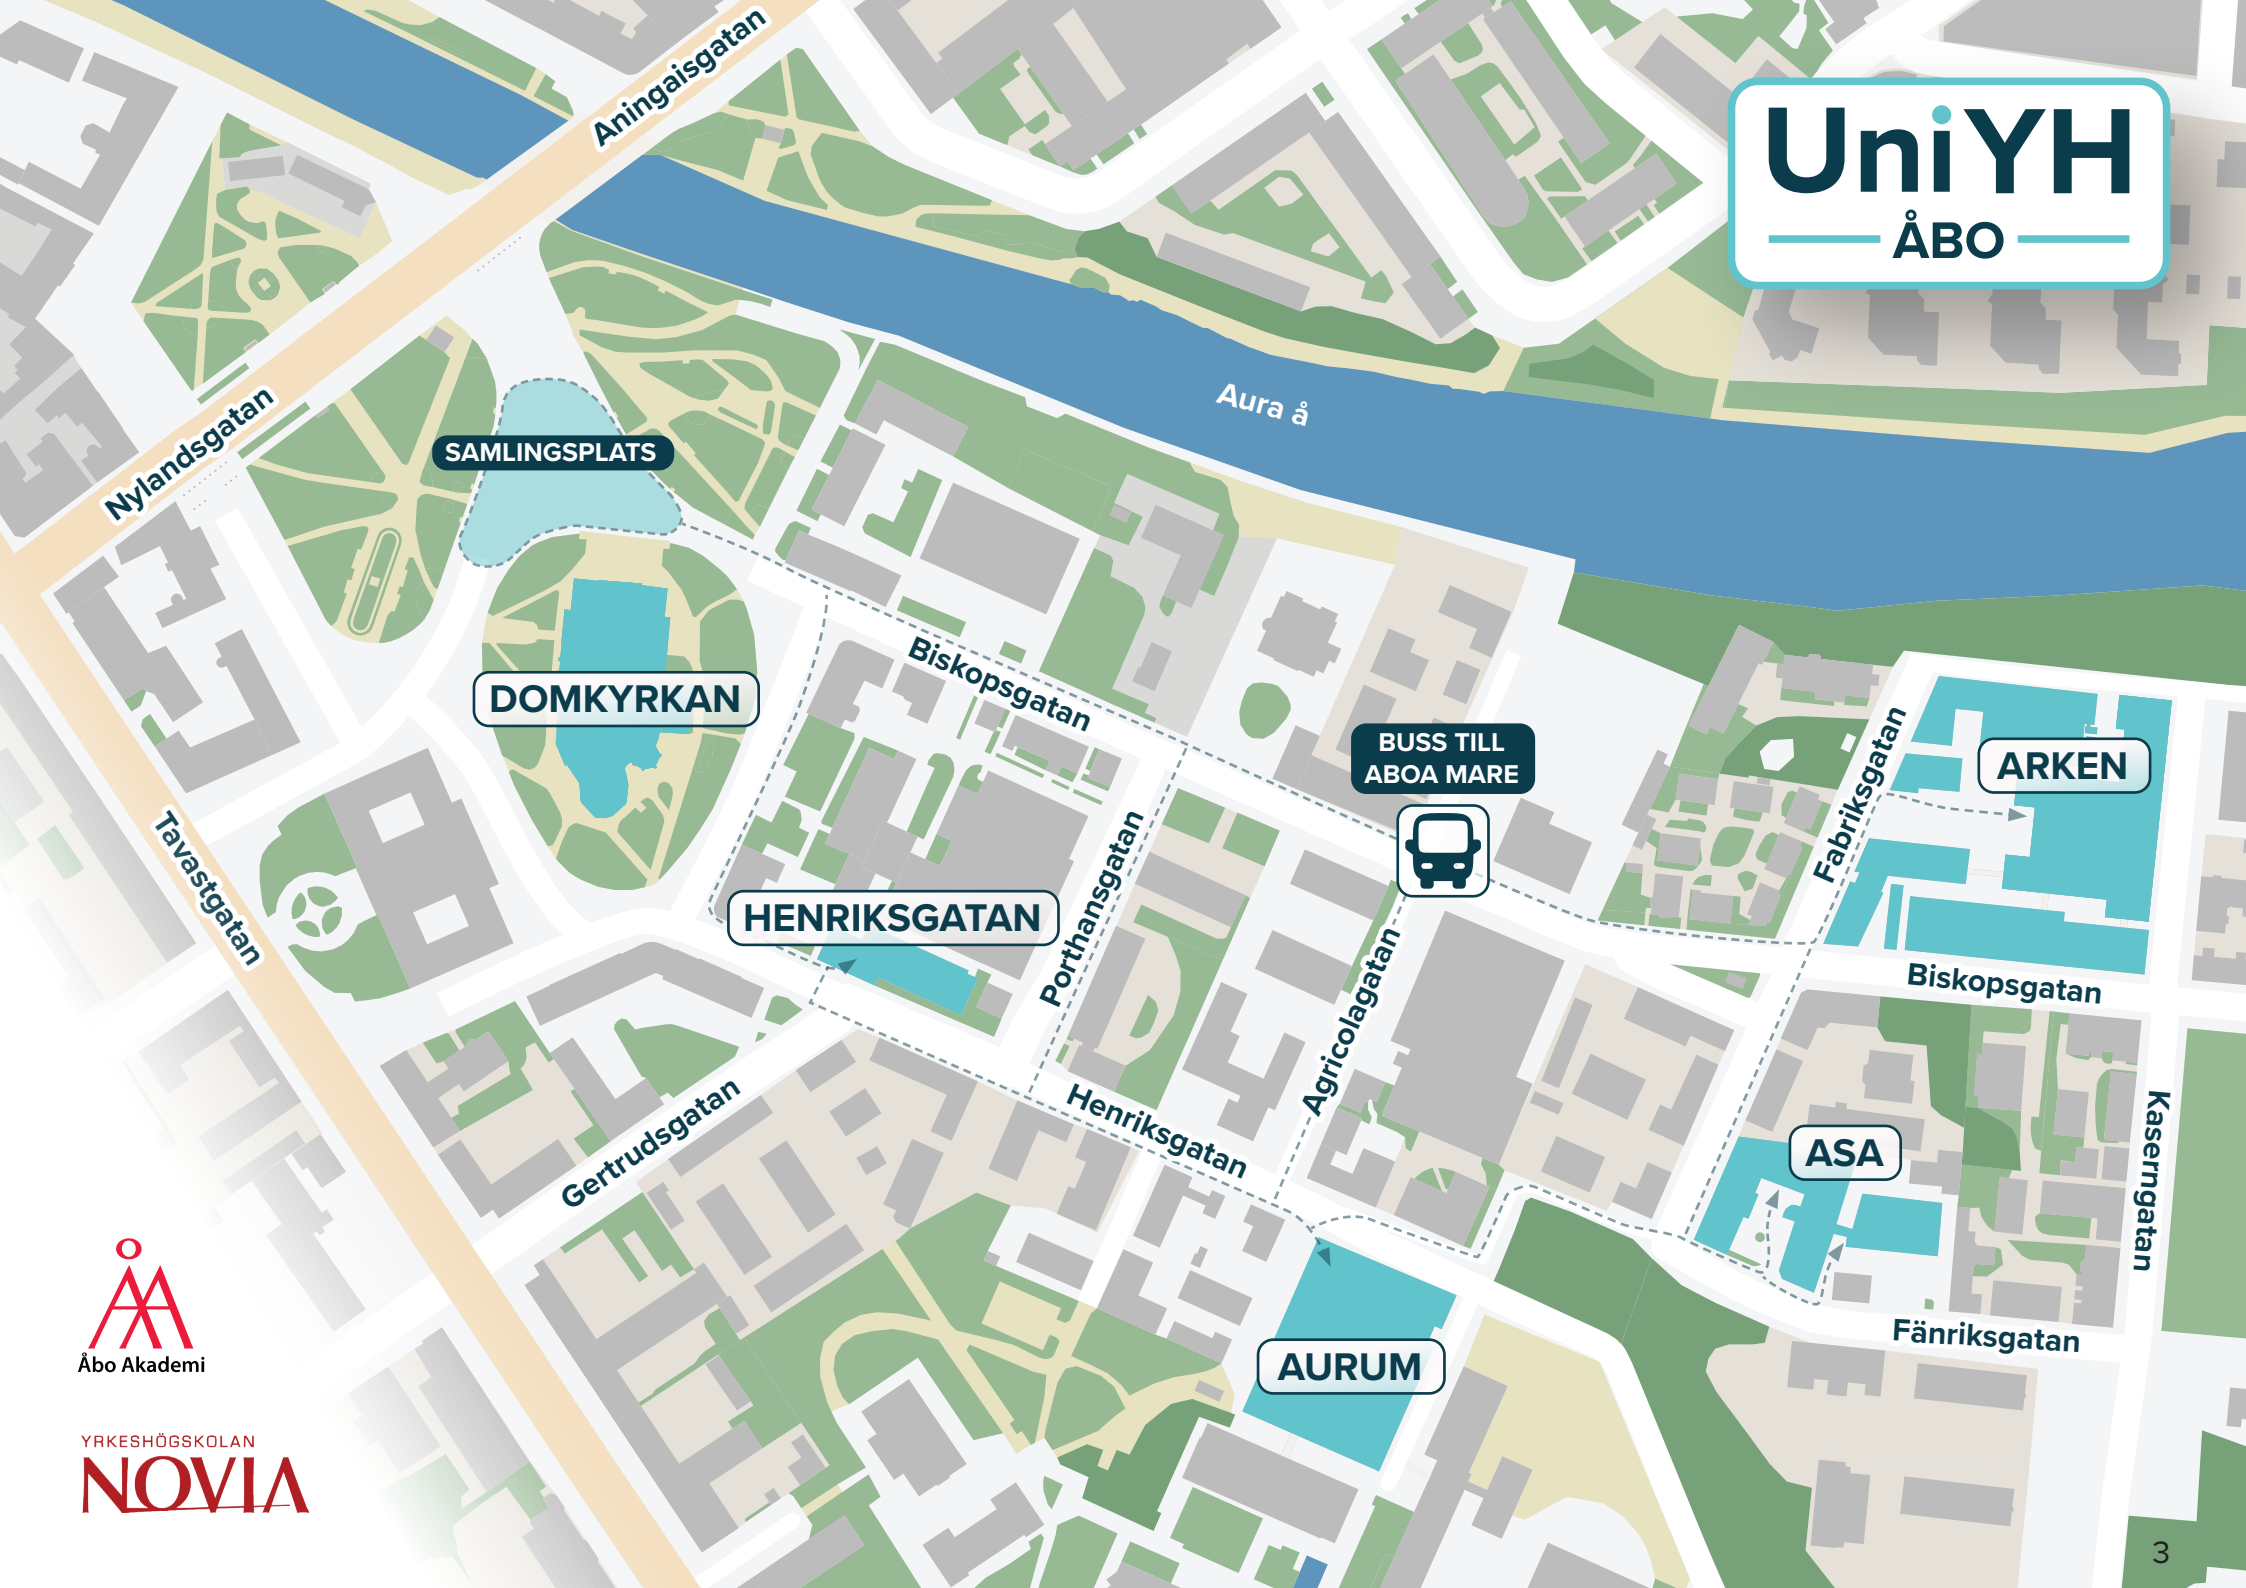 Aningaisgatan
UniYH
ÅBO
Aura å
Nylandsgatan
SAMLINGSPLATS
DOMKYRKAN
Biskopsgatan
BUSS TILL
ABOA MARE
Fabriksgatan
ARKEN
Tavastgatan
HENRIKSGATAN
Porthansgatan
Agricolagatan
Biskopsgatan
Gertrudsgatan
Henriksgatan
ASA
Kaserngatan
Fänriksgatan
AURUM
Åbo Akademi
YRKESHÖGSKOLAN
NOVIA
3